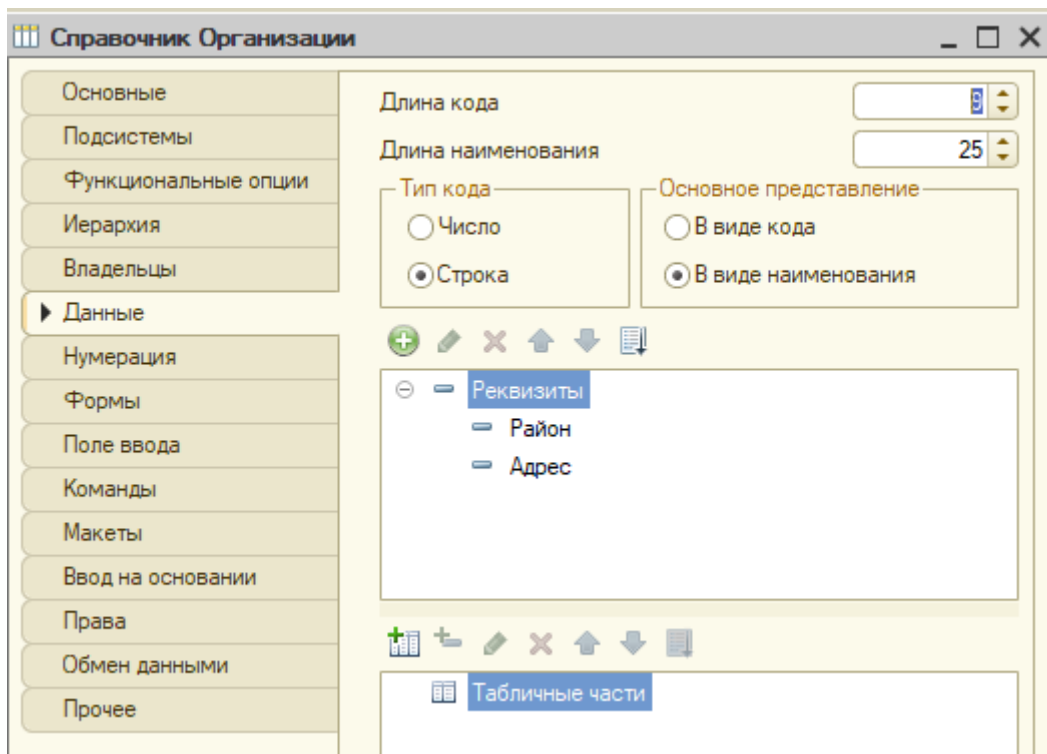 Справочник Организации
Основные
Подсистемы
Функциональные опции
Иерархия
Владельцы
Данные
Нумерация
Формы
Поле ввода
Команды
Макеты
Ввод на основании
Права
Обмен данными
Прочее
Длина кода 9
Длина наименования 25
Тип кода
Число
Строка
Основное представление
В виде кода
В виде наименования
Реквизиты
Район
Адрес
Табличные части